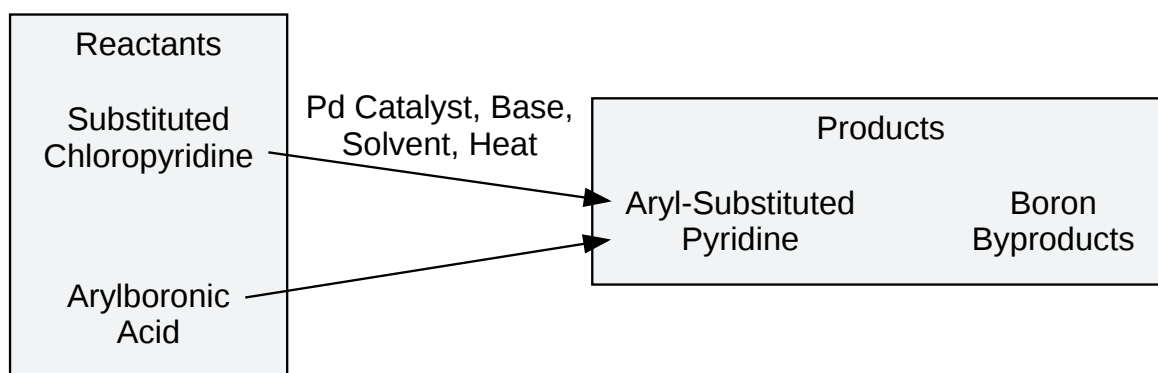 Reactants
Substituted
Chloropyridine
Arylboronic
Acid
Pd Catalyst, Base,
Solvent, Heat
Products
Aryl-Substituted
Pyridine
Boron
Byproducts